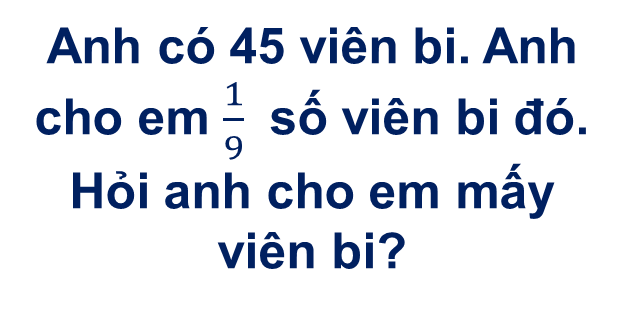 Anh có 45 viên bi. Anh
cho em 1/9 số viên bi đó.
Hỏi anh cho em mấy
viên bi?